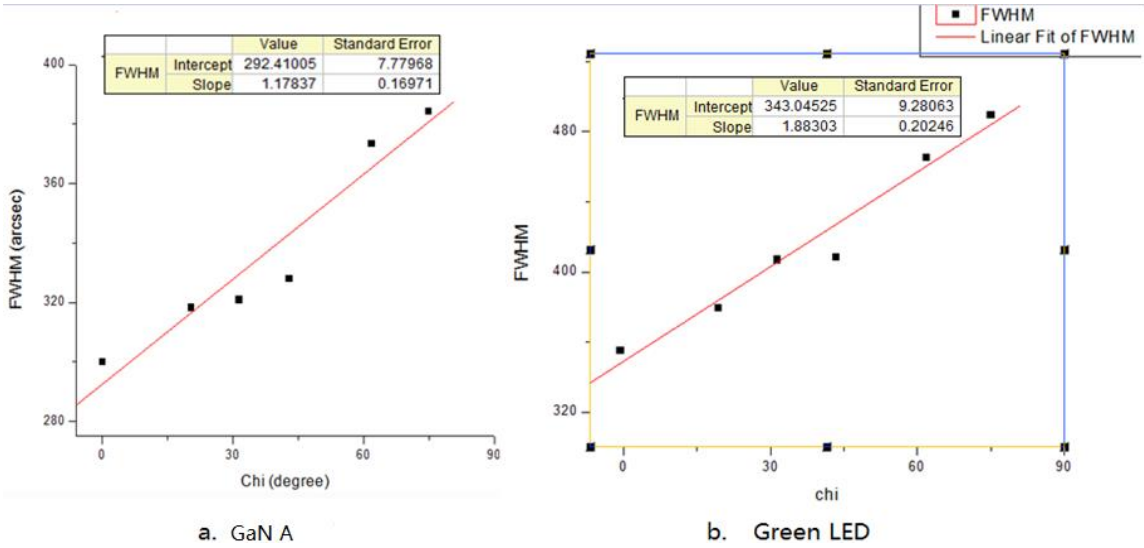 Value Standard Error
FWHM Intercept 292.41005 7.77968
Slope 1.17837 0.16971
400
360
320
280
FWHM (arcsec)
0 30 60 90
Chi (degree)
a. GaN A
FWHM
Linear Fit of FWHM
Value Standard Error
FWHM Intercept 343.04525 9.28063
Slope 1.88303 0.20246
480
400
320
FWHM
0 30 60 90
chi
b. Green LED